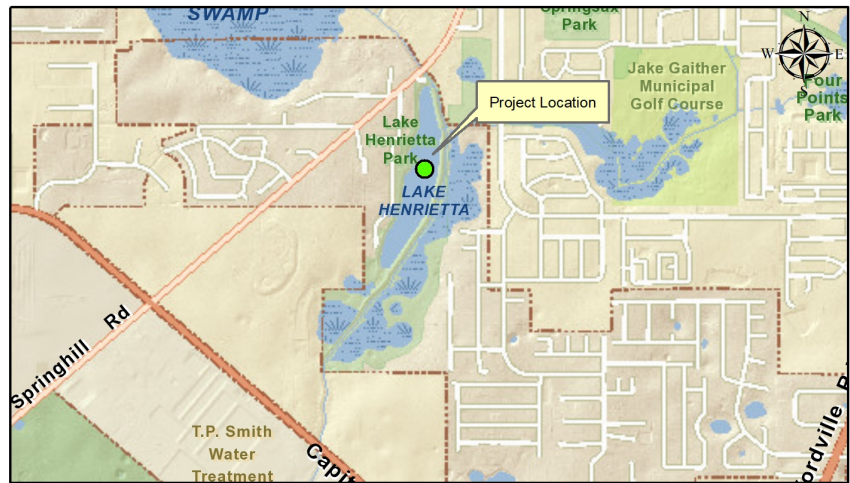 SWAMP
Springsax
Park
N
W
E
S
Jake Gaither
Municipal
Golf Course
Four
Points
Park
Project Location
Lake
Henrietta
Park
LAKE
HENRIETTA
Springhill Rd
T.P. Smith
Water
Treatment